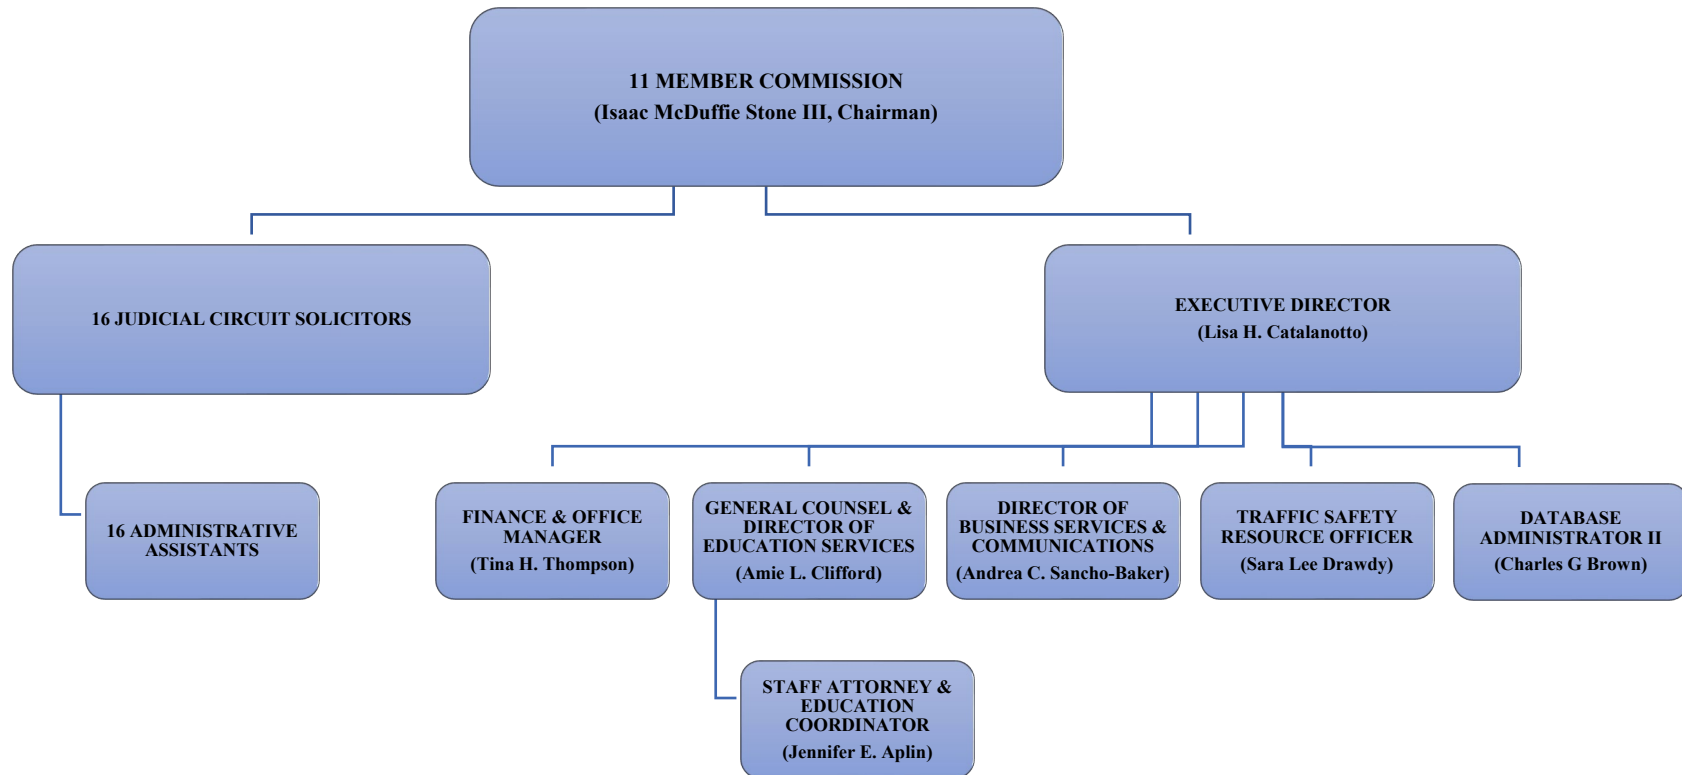 11 MEMBER COMMISSION
(Isaac McDuffie Stone III, Chairman)
16 JUDICIAL CIRCUIT SOLICITORS
EXECUTIVE DIRECTOR
(Lisa H. Catalanotto)
16 ADMINISTRATIVE
ASSISTANTS
FINANCE & OFFICE
MANAGER
(Tina H. Thompson)
GENERAL COUNSEL &
DIRECTOR OF
EDUCATION SERVICES
(Amie L. Clifford)
DIRECTOR OF
BUSINESS SERVICES &
COMMUNICATIONS
(Andrea C. Sancho-Baker)
TRAFFIC SAFETY
RESOURCE OFFICER
(Sara Lee Drawdy)
DATABASE
ADMINISTRATOR II
(Charles G Brown)
STAFF ATTORNEY &
EDUCATION
COORDINATOR
(Jennifer E. Aplin)